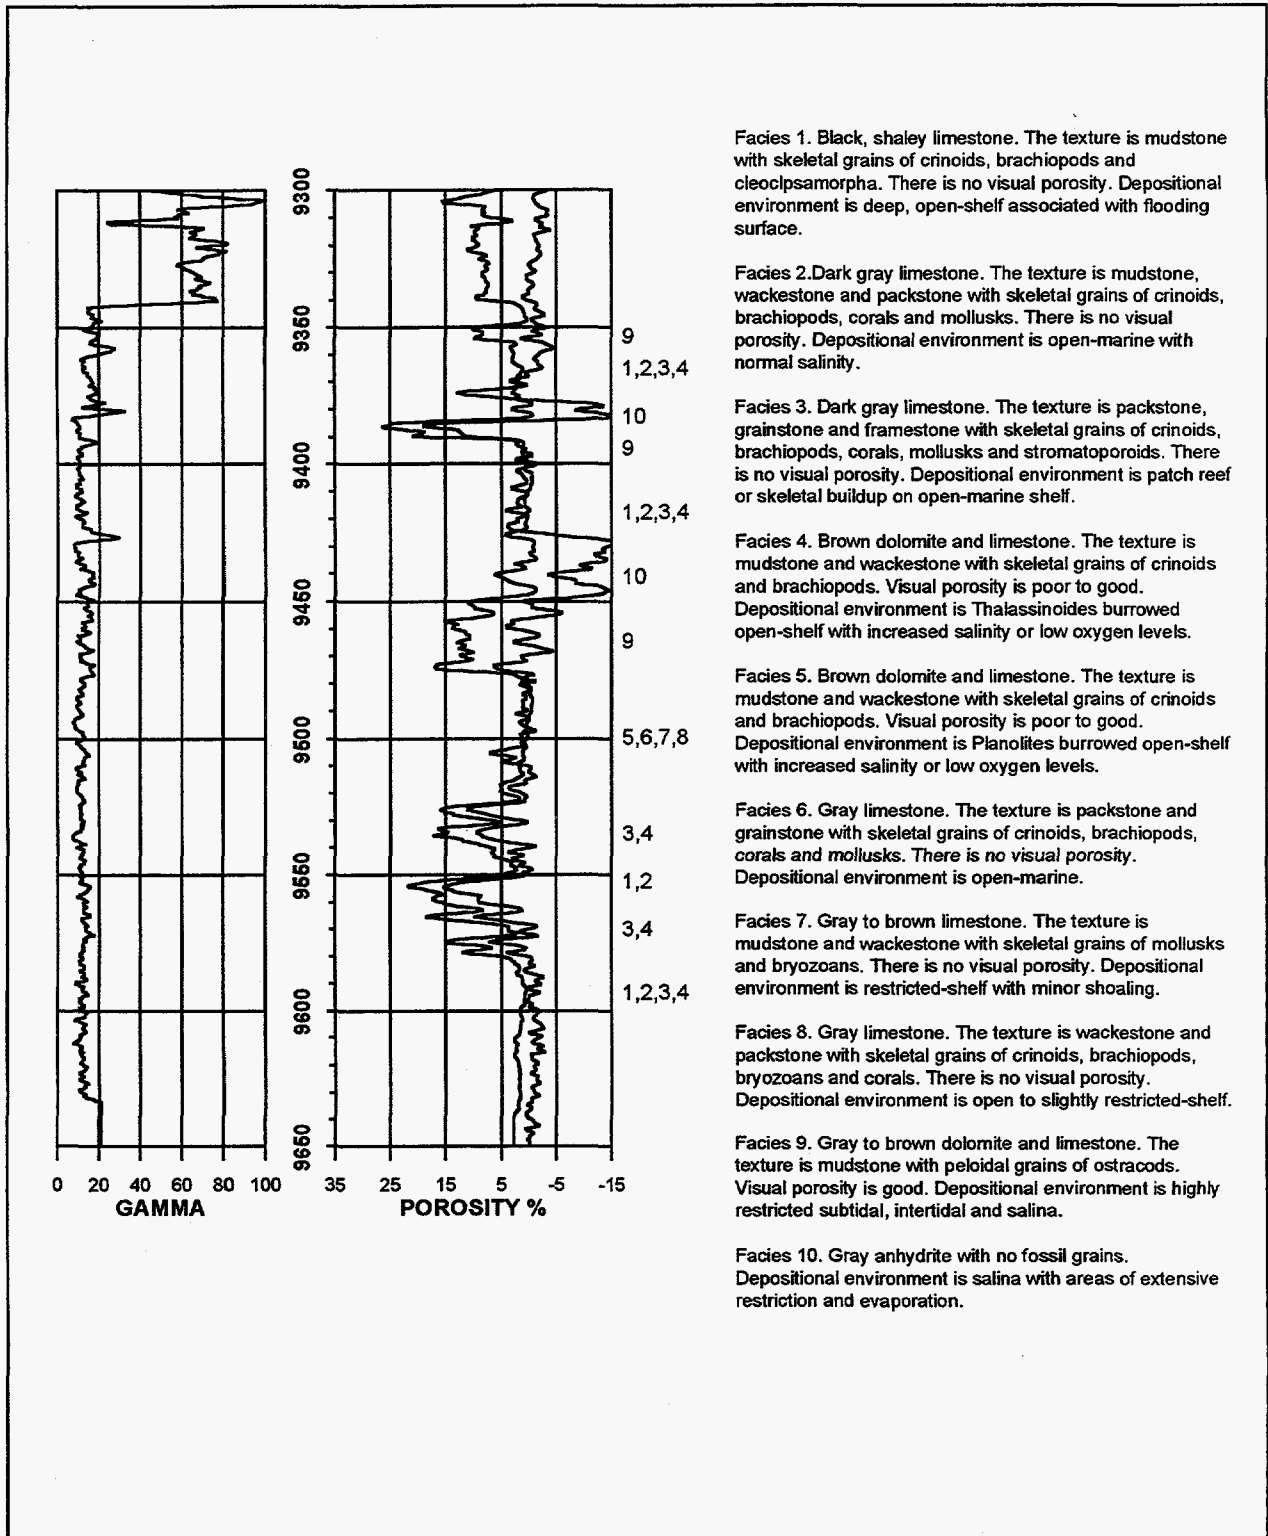 9300
9350
9400
9450
9500
9550
9600
9650
9
1,2,3,4
10
9
1,2,3,4
10
9
5,6,7,8
3,4
1,2
3,4
1,2,3,4
0 20 40 60 80 100
GAMMA
35 25 15 5 -5 -15
POROSITY %
Facies 1. Black, shaley limestone. The texture is mudstone
with skeletal grains of crinoids, brachiopods and
cleoclpsamorpha. There is no visual porosity. Depositional
environment is deep, open-shelf associated with flooding
surface.
Facies 2.Dark gray limestone. The texture is mudstone,
wackestone and packstone with skeletal grains of crinoids,
brachiopods, corals and mollusks. There is no visual
porosity. Depositional environment is open-marine with
normal salinity.
Facies 3. Dark gray limestone. The texture is packstone,
grainstone and framestone with skeletal grains of crinoids,
brachiopods, corals, mollusks and stromatoporoids. There
is no visual porosity. Depositional environment is patch reef
or skeletal buildup on open-marine shelf.
Facies 4. Brown dolomite and limestone. The texture is
mudstone and wackestone with skeletal grains of crinoids
and brachiopods. Visual porosity is poor to good.
Depositional environment is Thalassinoides burrowed
open-shelf with increased salinity or low oxygen levels.
Facies 5. Brown dolomite and limestone. The texture is
mudstone and wackestone with skeletal grains of crinoids
and brachiopods. Visual porosity is poor to good.
Depositional environment is Planolites burrowed open-shelf
with increased salinity or low oxygen levels.
Facies 6. Gray limestone. The texture is packstone and
grainstone with skeletal grains of crinoids, brachiopods,
corals and mollusks. There is no visual porosity.
Depositional environment is open-marine.
Facies 7. Gray to brown limestone. The texture is
mudstone and wackestone with skeletal grains of mollusks
and bryozoans. There is no visual porosity. Depositional
environment is restricted-shelf with minor shoaling.
Facies 8. Gray limestone. The texture is wackestone and
packstone with skeletal grains of crinoids, brachiopods,
bryozoans and corals. There is no visual porosity.
Depositional environment is open to slightly restricted-shelf.
Facies 9. Gray to brown dolomite and limestone. The
texture is mudstone with peloidal grains of ostracods.
Visual porosity is good. Depositional environment is highly
restricted subtidal, intertidal and salina.
Facies 10. Gray anhydrite with no fossil grains.
Depositional environment is salina with areas of extensive
restriction and evaporation.